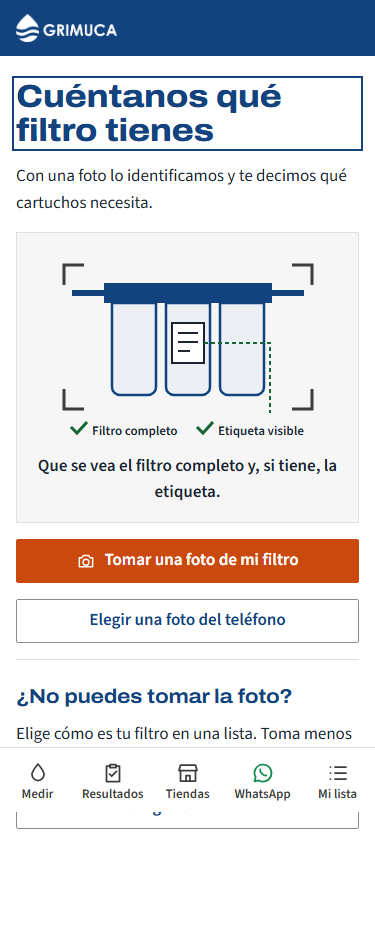 GRIMUCA
Cuéntanos qué
filtro tienes
Con una foto lo identificamos y te decimos qué
cartuchos necesita.
Filtro completo
Etiqueta visible
Que se vea el filtro completo y, si tiene, la
etiqueta.
Tomar una foto de mi filtro
Elegir una foto del teléfono
¿No puedes tomar la foto?
Elige cómo es tu filtro en una lista. Toma menos
Medir
Resultados
Tiendas
WhatsApp
Mi lista